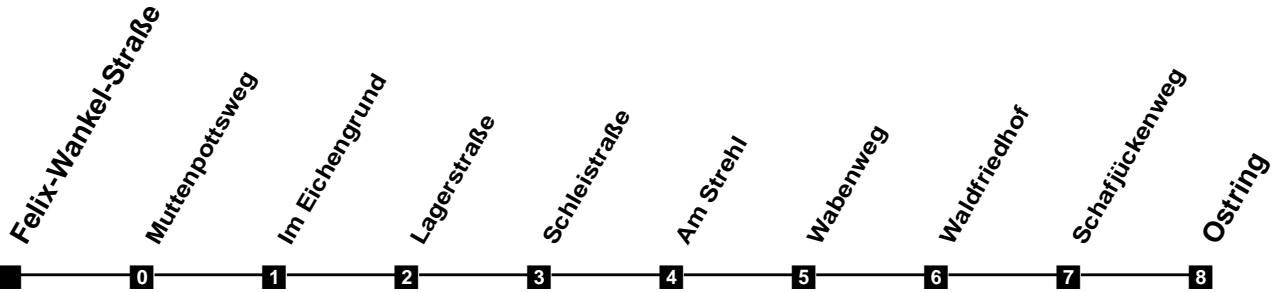 Felix-Wankel-Straße
Muttenpottsweg
Im Eichengrund
Lagerstraße
Schleistraße
Am Strehl
Wabenweg
Waldfriedhof
Schafjückenweg
Ostring
0 1 2 3 4 5 6 7 8